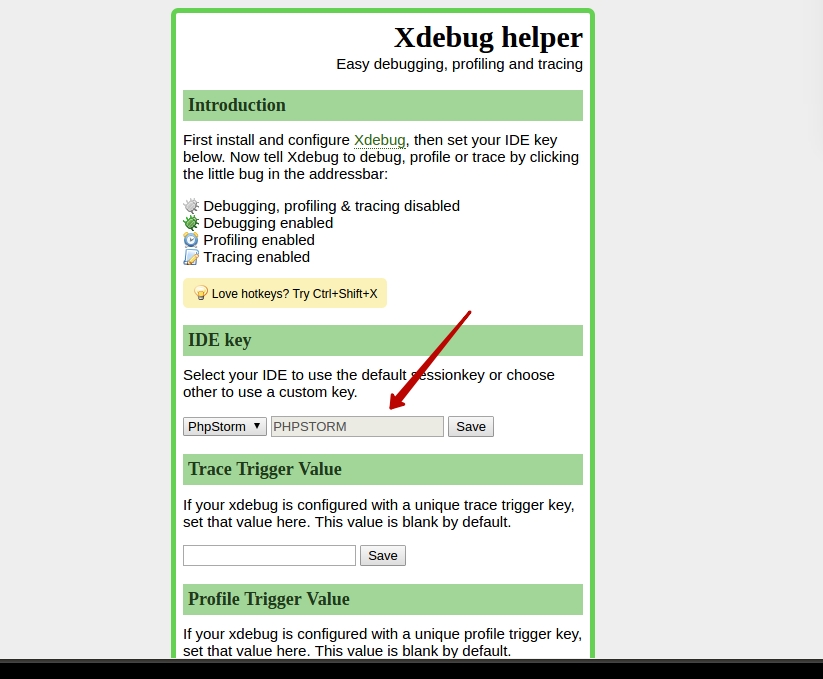 Xdebug helper
Easy debugging, profiling and tracing
Introduction
First install and configure Xdebug, then set your IDE key
below. Now tell Xdebug to debug, profile or trace by clicking
the little bug in the addressbar:
Debugging, profiling & tracing disabled
Debugging enabled
Profiling enabled
Tracing enabled
Love hotkeys? Try Ctrl+Shift+X
IDE key
Select your IDE to use the default sessionkey or choose
other to use a custom key.
PhpStorm PHPSTORM Save
Trace Trigger Value
If your xdebug is configured with a unique trace trigger key,
set that value here. This value is blank by default.
Save
Profile Trigger Value
If your xdebug is configured with a unique profile trigger key,
set that value here. This value is blank by default.